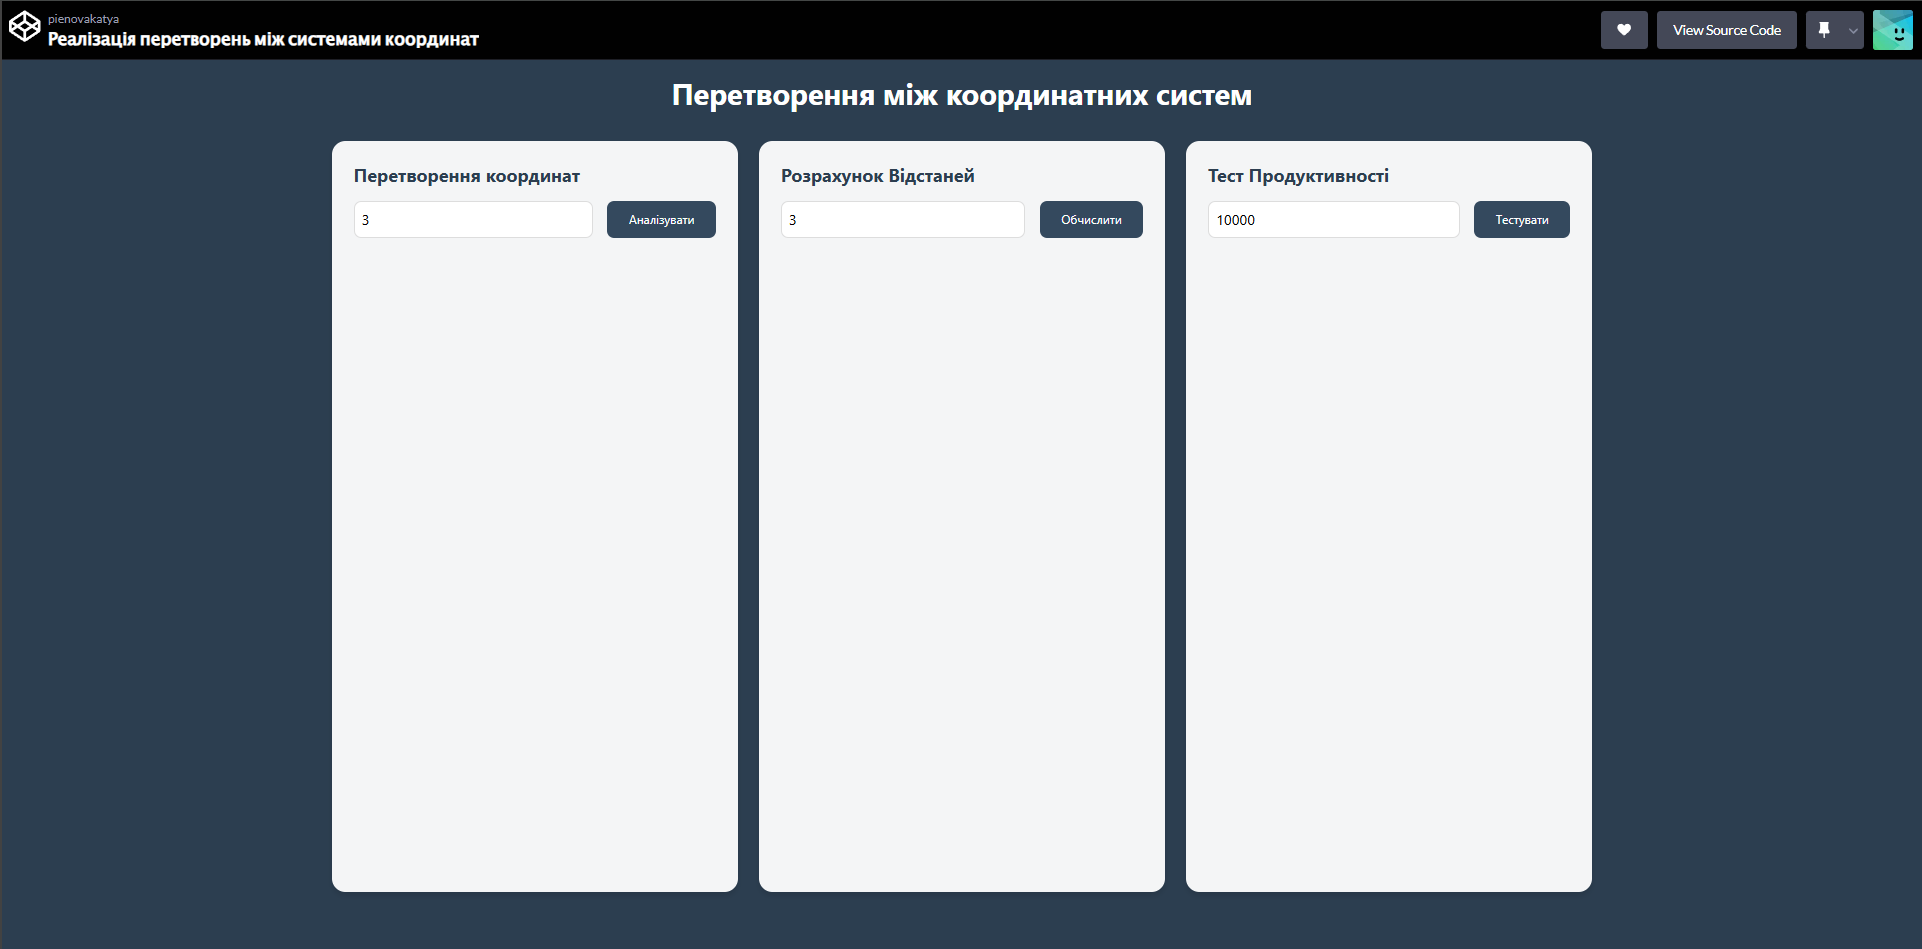 pienovakatya
Реалізація перетворень між системами координат
View Source Code
Перетворення між координатних систем
Перетворення координат
3
Аналізувати
Розрахунок Відстаней
3
Обчислити
Тест Продуктивності
10000
Тестувати